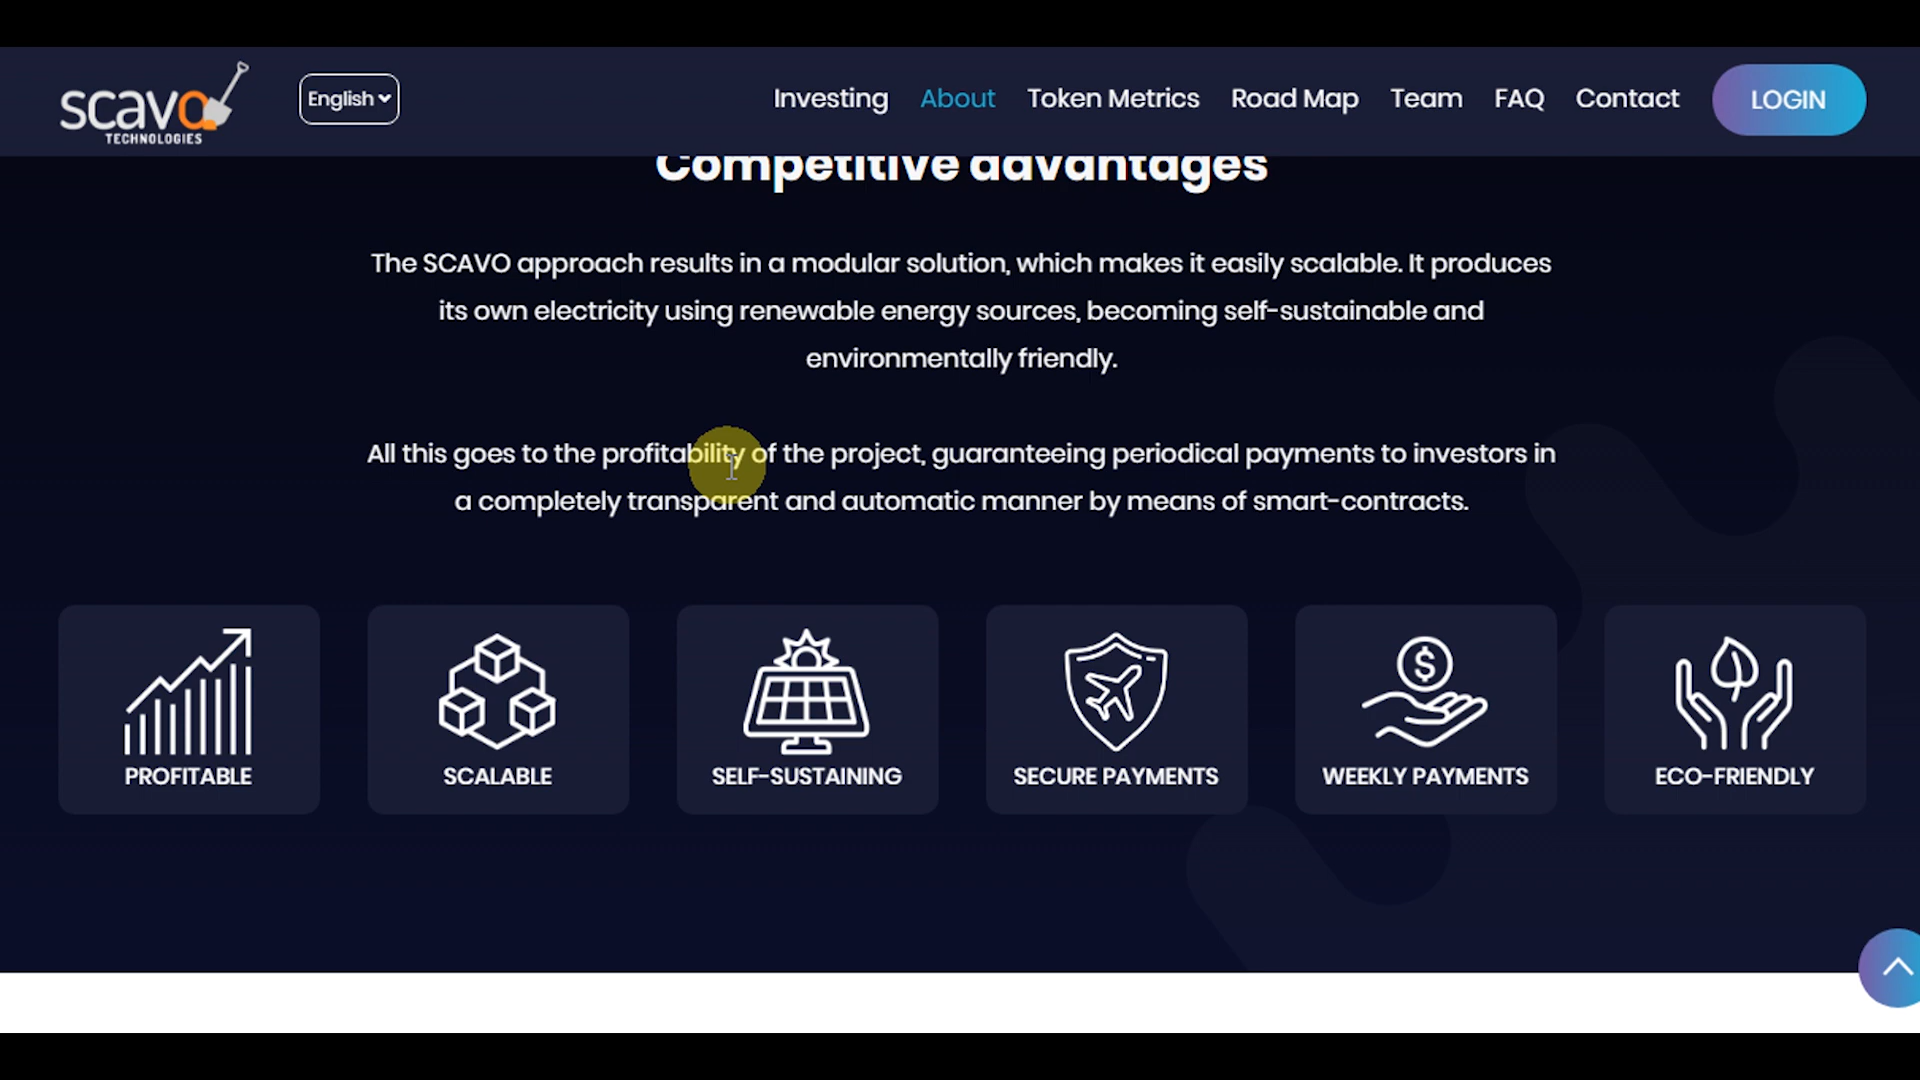 scavo
TECHNOLOGIES
English
Investing
About
Token Metrics
Road Map
Team
FAQ
Contact
LOGIN
Competitive advantages
The SCAVO approach results in a modular solution, which makes it easily scalable. It produces
its own electricity using renewable energy sources, becoming self-sustainable and
environmentally friendly.
All this goes to the profitability of the project, guaranteeing periodical payments to investors in
a completely transparent and automatic manner by means of smart-contracts.
PROFITABLE
SCALABLE
SELF-SUSTAINING
SECURE PAYMENTS
WEEKLY PAYMENTS
ECO-FRIENDLY